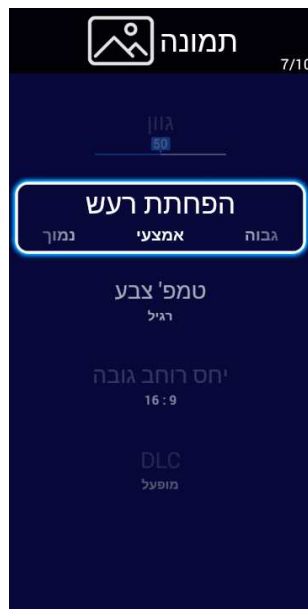 תמונה
7/10
גוון
50
הפחתת רעש
גבוה אמצעי נמוך
טמפ' צבע
רגיל
יחס רוחב גובה
16:9
DLC
מופעל